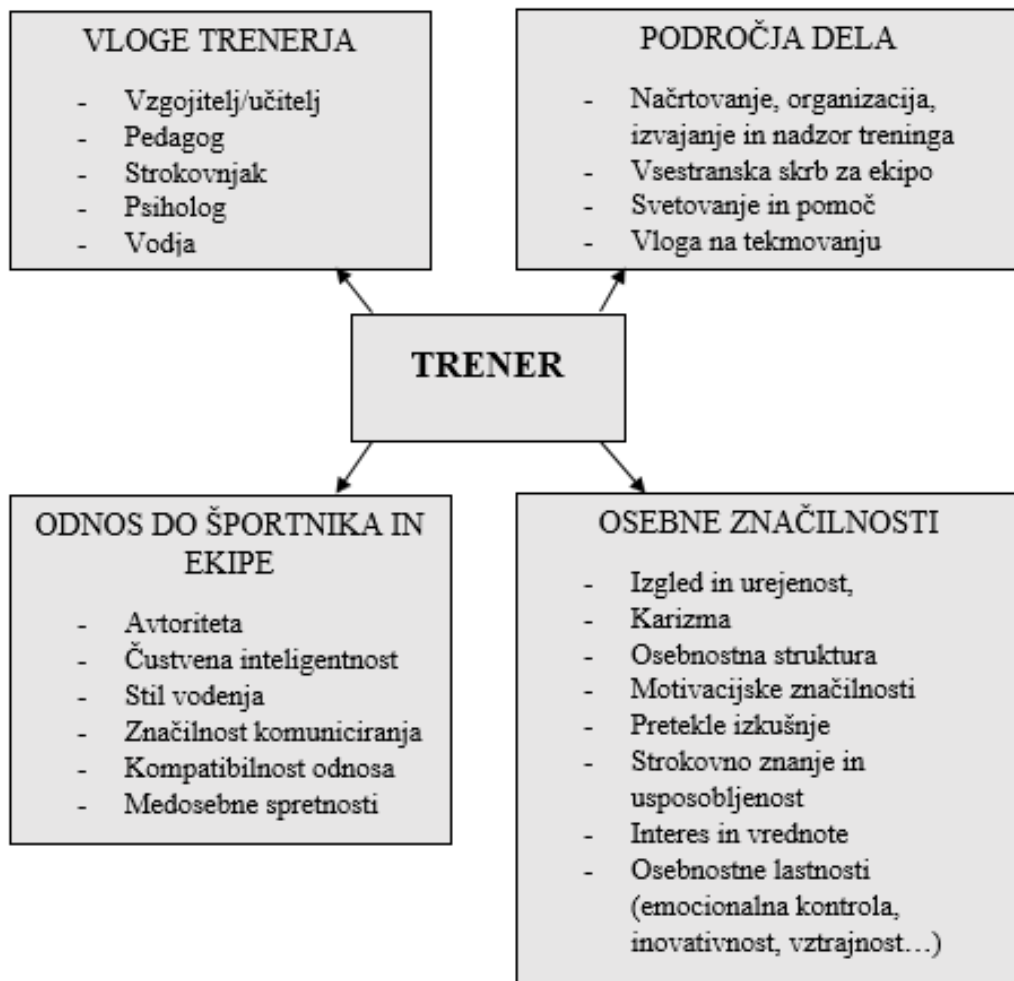 VLOGE TRENERJA
- Vzgojitelj/učitelj
- Pedagog
- Strokovnjak
- Psiholog
- Vodja
PODROČJA DELA
- Načrtovanje, organizacija,
izvajanje in nadzor treninga
- Vsestranska skrb za ekipo
- Svetovanje in pomoč
- Vloga na tekmovanju
TRENER
ODNOS DO ŠPORTNIKA IN
EKIPE
- Avtoriteta
- Čustvena inteligentnost
- Stil vodenja
- Značilnost komuniciranja
- Kompatibilnost odnosa
- Medosebne spretnosti
OSEBNE ZNAČILNOSTI
- Izgled in urejenost,
- Karizma
- Osebnostna struktura
- Motivacijske značilnosti
- Pretekle izkušnje
- Strokovno znanje in
usposobljenost
- Interes in vrednote
- Osebnostne lastnosti
(emocionalna kontrola,
inovativnost, vztrajnost…)